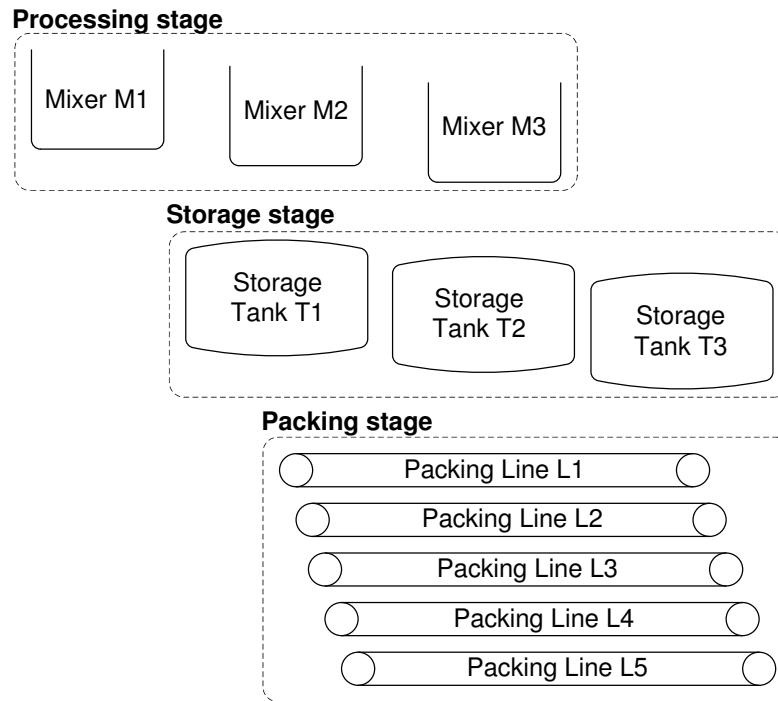 Processing stage
Mixer M1
Mixer M2
Mixer M3
Storage stage
Storage
Tank T1
Storage
Tank T2
Storage
Tank T3
Packing stage
Packing Line L1
Packing Line L2
Packing Line L3
Packing Line L4
Packing Line L5